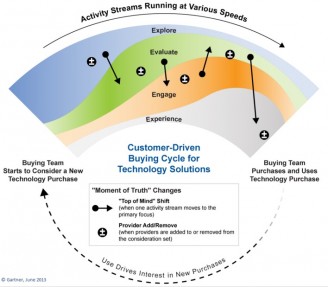 Activity Streams Running at Various Speeds
Explore
Evaluate
Engage
Experience
Customer-Driven
Buying Cycle for
Technology Solutions
Buying Team
Starts to Consider a New
Technology Purchase
Buying Team
Purchases and Uses
Technology Purchase
"Moment of Truth" Changes
"Top of Mind" Shift
(when one activity stream moves to the
primary focus)
Provider Add/Remove
(when providers are added to or removed from
the consideration set)
Use Drives Interest in New Purchases
© Gartner, June 2013